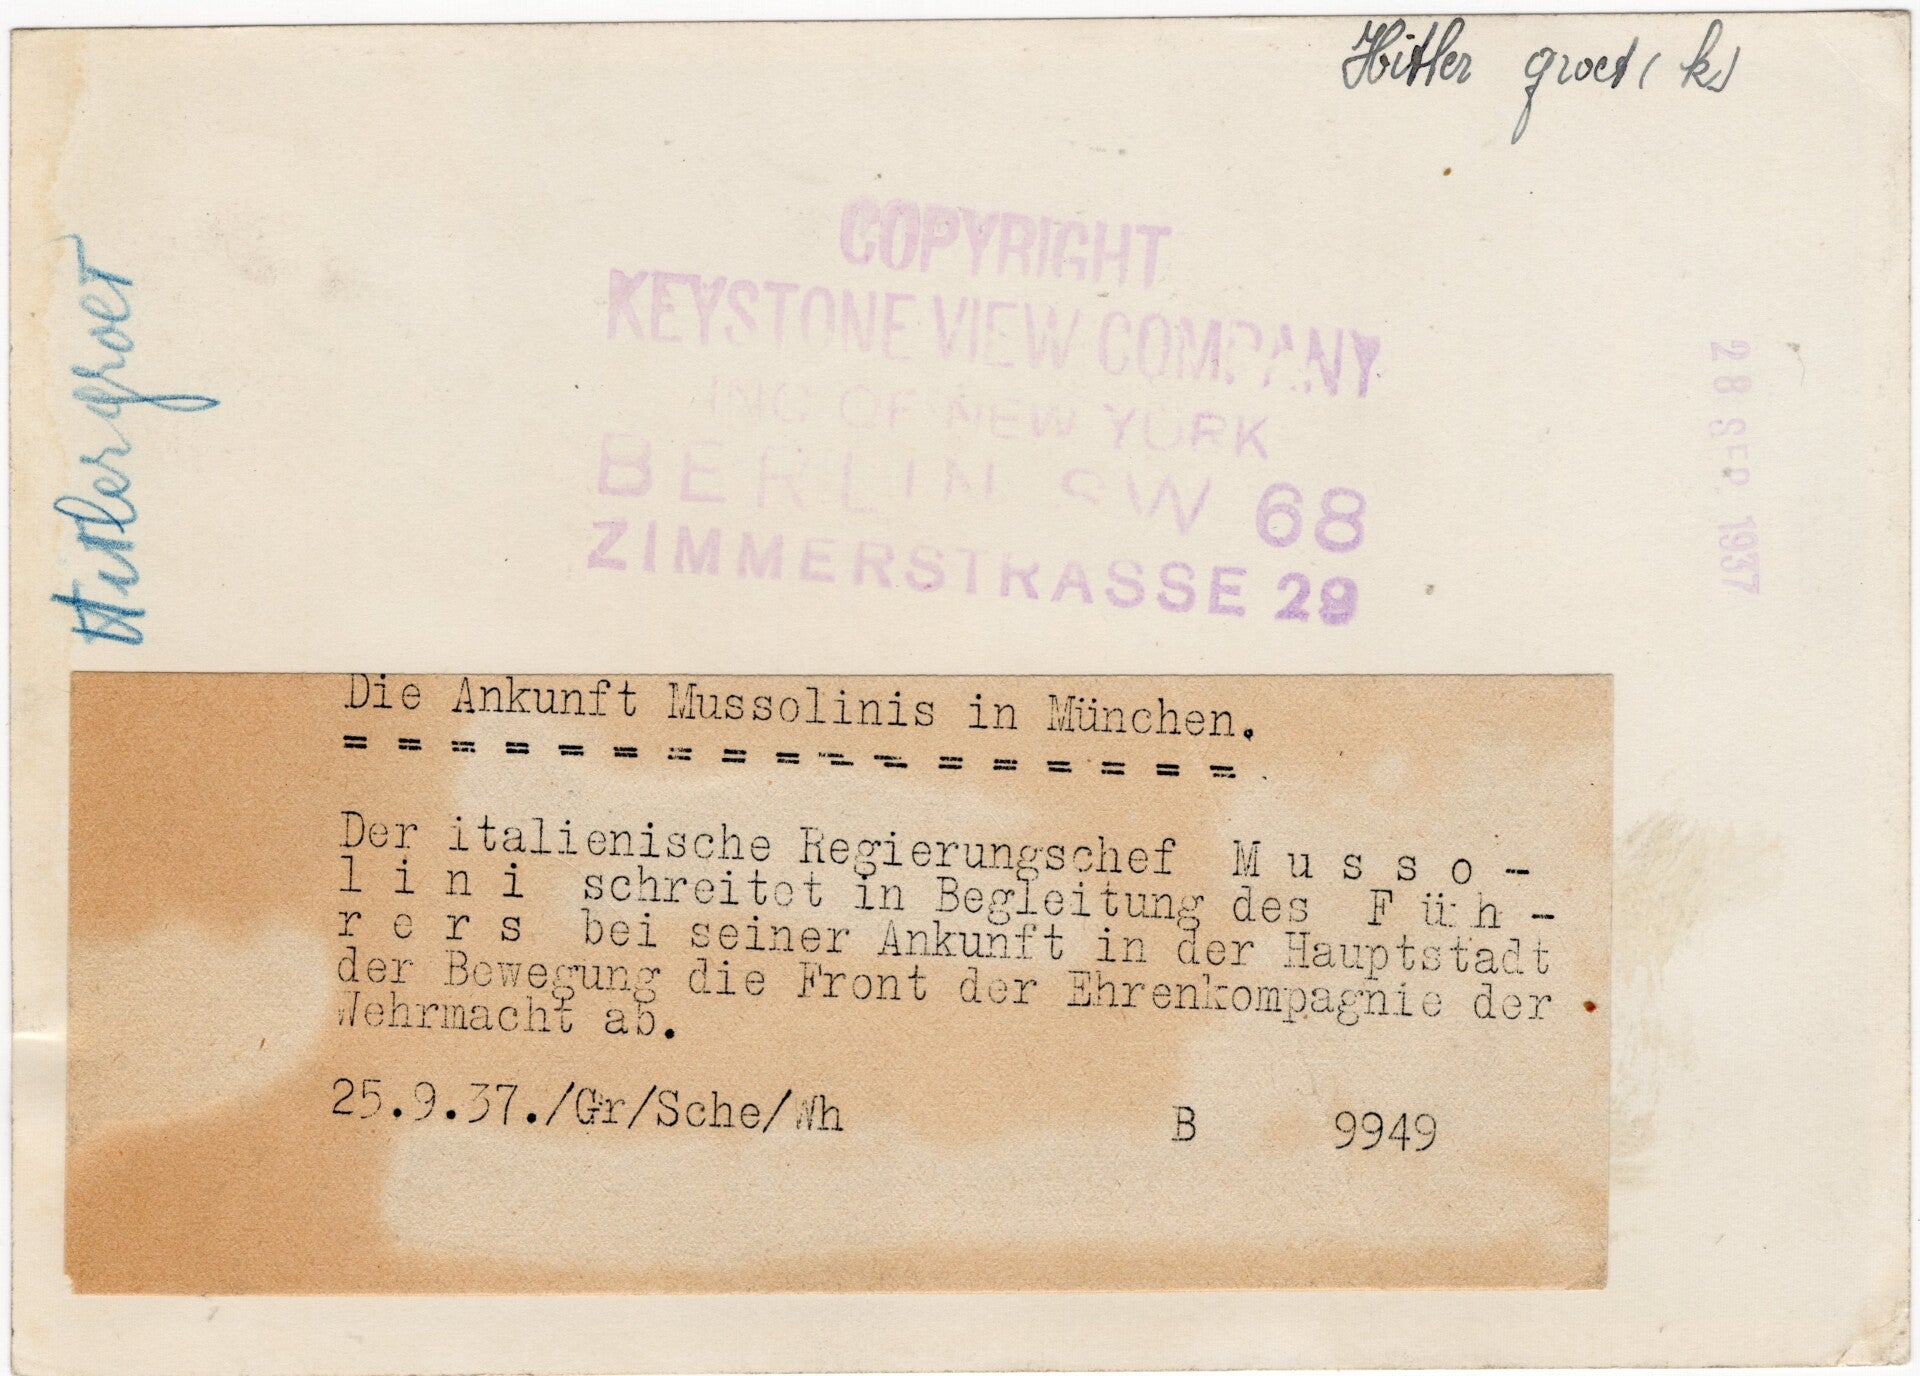 Hitler groet (k)
Hitler groet
COPYRIGHT
KEYSTONE VIEW COMPANY
INC OF NEW YORK
BERLIN SW 68
ZIMMERSTRASSE 29
28 SEP 1937
Die Ankunft Mussolinis in München.
= = = = = = = = = = = = = = = = =
Der italienische Regierungschef M u s s o -
l i n i schreitet in Begleitung des F ü h -
r e r s bei seiner Ankunft in der Hauptstadt
der Bewegung die Front der Ehrenkompagnie der
Wehrmacht ab.
25.9.37./Gr/Sche/Wh B 9949